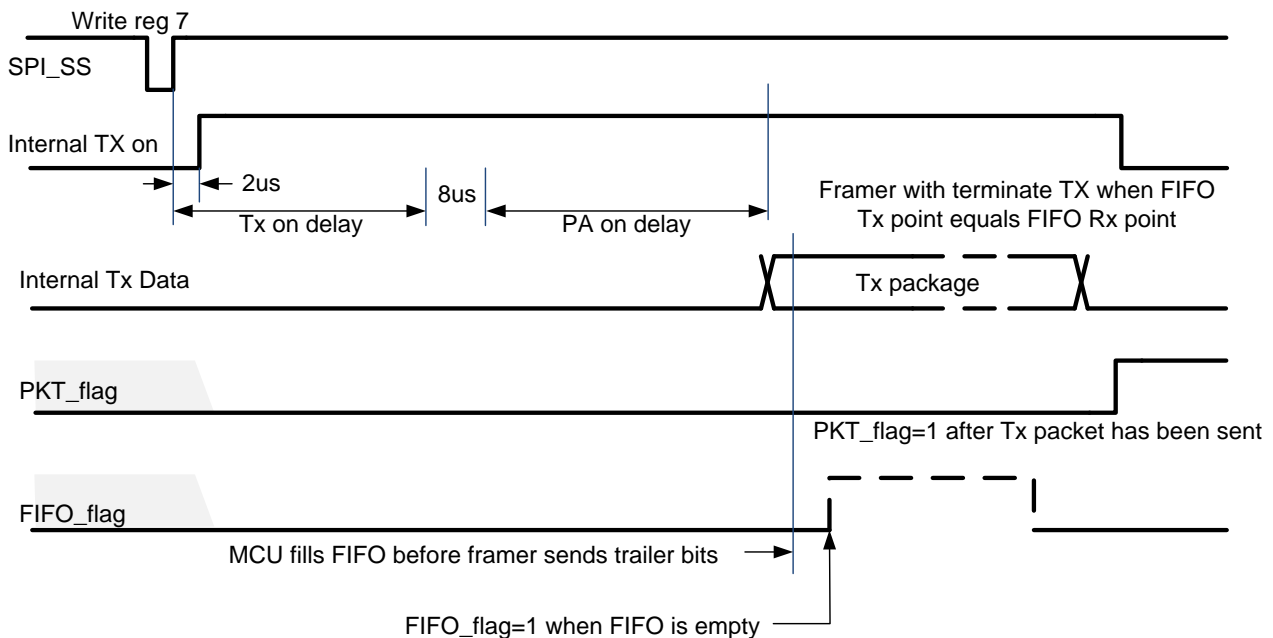 Write reg 7
SPI_SS
Internal TX on
2us
8us
Tx on delay
PA on delay
Framer with terminate TX when FIFO
Tx point equals FIFO Rx point
Internal Tx Data
Tx package
PKT_flag
PKT_flag=1 after Tx packet has been sent
FIFO_flag
MCU fills FIFO before framer sends trailer bits
FIFO_flag=1 when FIFO is empty